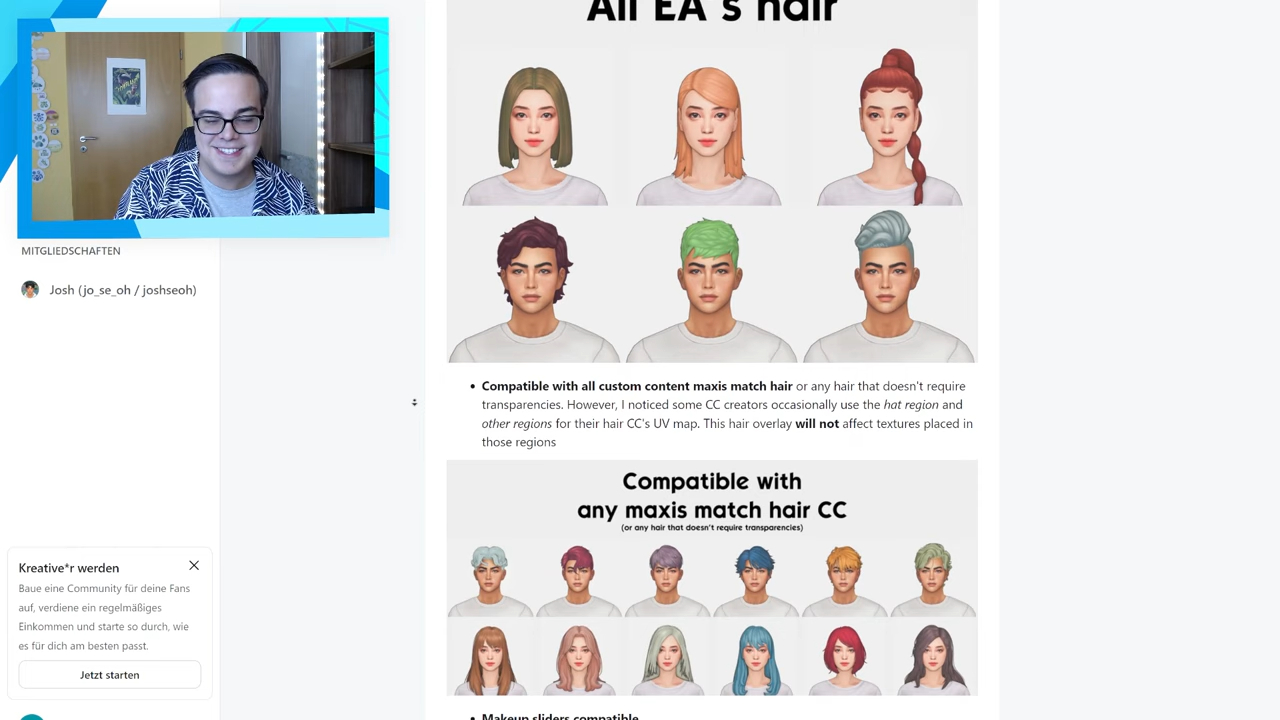 All EA's hair
MITGLIEDSCHAFTEN
Josh (jo_se_oh / joshseoh)
• Compatible with all custom content maxis match hair or any hair that doesn't require
transparencies. However, I noticed some CC creators occasionally use the hat region and
other regions for their hair CC's UV map. This hair overlay will not affect textures placed in
those regions
Compatible with
any maxis match hair CC
(or any hair that doesn't require transparencies)
Kreative*r werden
Baue eine Community für deine Fans
auf, verdiene ein regelmäßiges
Einkommen und starte so durch, wie
es für dich am besten passt.
Jetzt starten
• Makeup sliders compatible